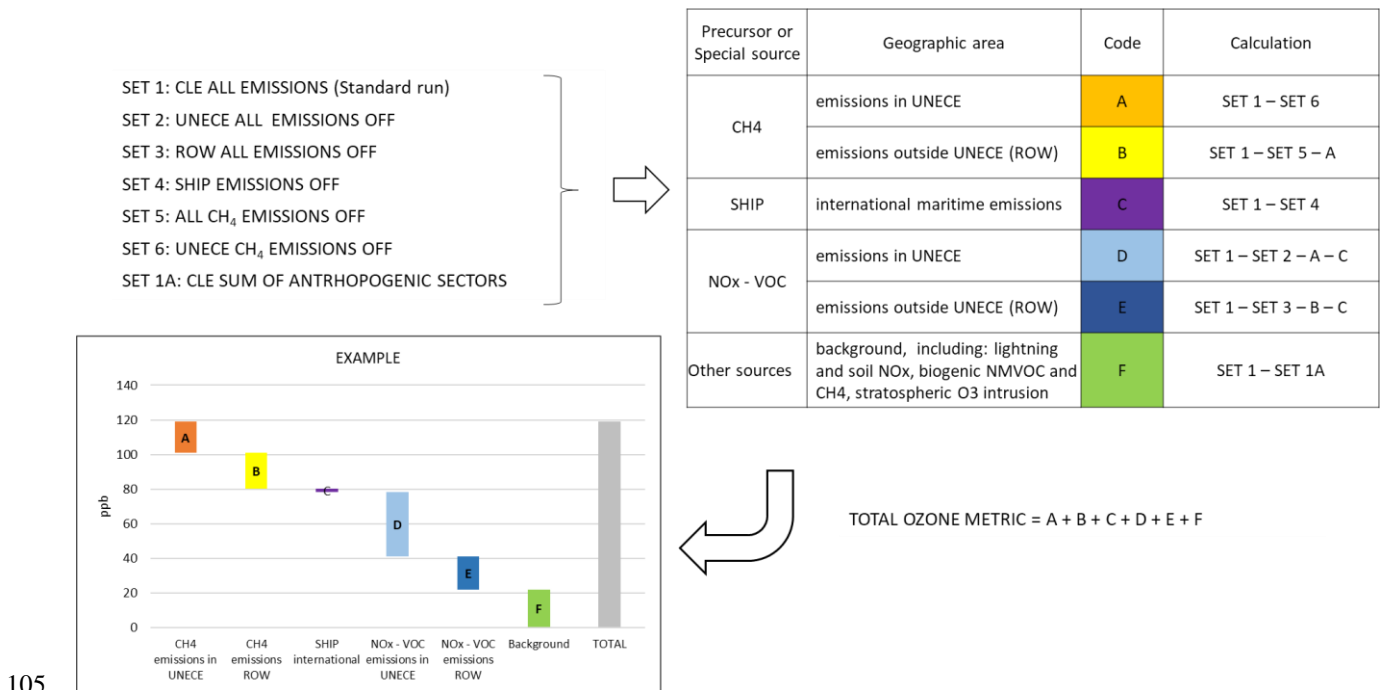 SET 1: CLE ALL EMISSIONS (Standard run)
SET 2: UNECE ALL EMISSIONS OFF
SET 3: ROW ALL EMISSIONS OFF
SET 4: SHIP EMISSIONS OFF
SET 5: ALL CH₄ EMISSIONS OFF
SET 6: UNECE CH₄ EMISSIONS OFF
SET 1A: CLE SUM OF ANTRHOPOGENIC SECTORS
Precursor or
Special source
Geographic area
Code
Calculation
CH4
emissions in UNECE
A
SET 1 – SET 6
emissions outside UNECE (ROW)
B
SET 1 – SET 5 – A
SHIP
international maritime emissions
C
SET 1 – SET 4
NOx - VOC
emissions in UNECE
D
SET 1 – SET 2 – A – C
emissions outside UNECE (ROW)
E
SET 1 – SET 3 – B – C
Other sources
background, including: lightning
and soil NOx, biogenic NMVOC and
CH4, stratospheric O3 intrusion
F
SET 1 – SET 1A
EXAMPLE
ppb
140
120
100
80
60
40
20
0
A
B
C
D
E
F
CH4
emissions in
UNECE
CH4
emissions
ROW
SHIP
international
NOx - VOC
emissions in
UNECE
NOx - VOC
emissions
ROW
Background
TOTAL
TOTAL OZONE METRIC = A + B + C + D + E + F
105